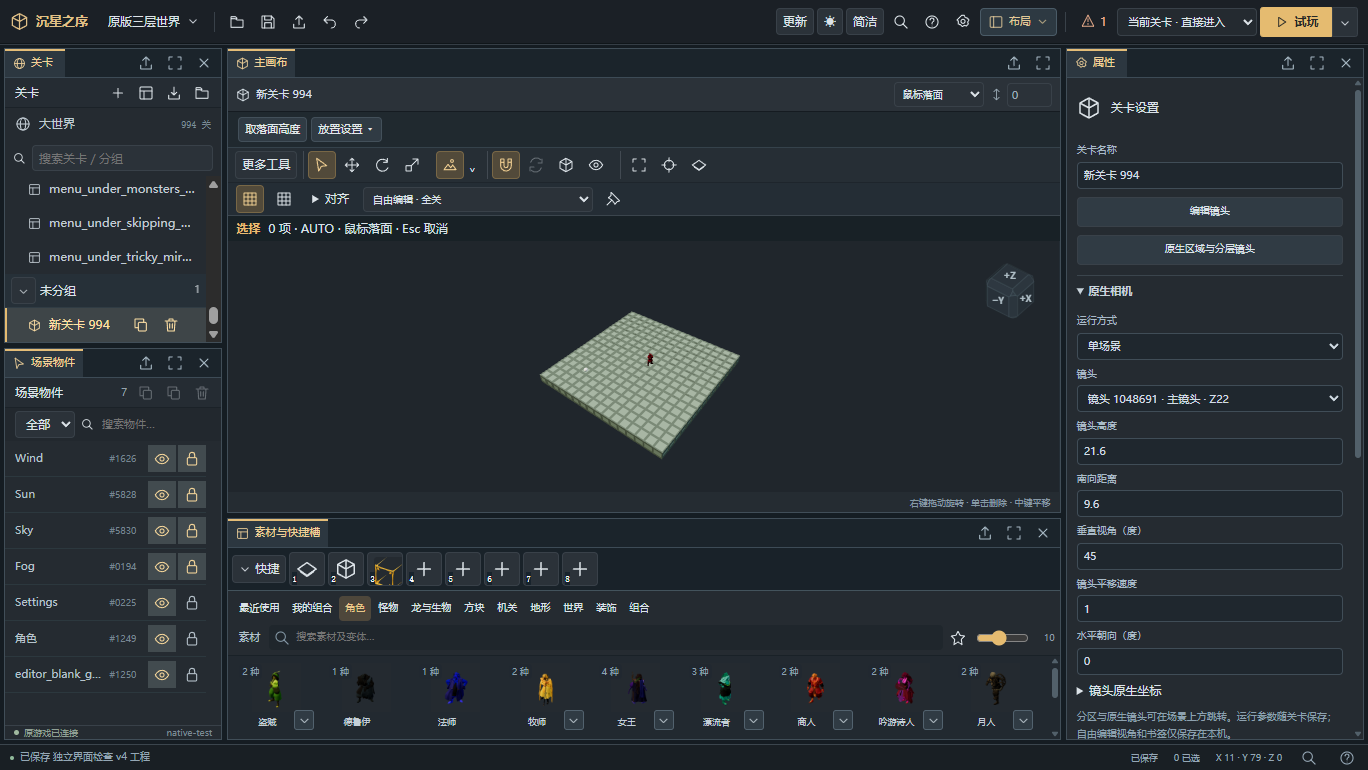 沉星之序 原版三层世界 更新 简洁 布局 1 当前关卡 · 直接进入 试玩
关卡
关卡
大世界 994 关
搜索关卡 / 分组
menu_under_monsters_...
menu_under_skipping_...
menu_under_tricky_mir...
未分组 1
新关卡 994
场景物件
场景物件 7
全部 搜索物件...
Wind #1626
Sun #5828
Sky #5830
Fog #0194
Settings #0225
角色 #1249
editor_blank_g... #1250
原游戏已连接 native-test
主画布
新关卡 994 鼠标落面 0
取落面高度 放置设置
更多工具
对齐 自由编辑 · 全关
选择 0 项 · AUTO · 鼠标落面 · Esc 取消
+Z
-Y +X
右键拖动旋转 · 单击删除 · 中键平移
素材与快捷槽
快捷 1 2 3 4 5 6 7 8
最近使用 我的组合 角色 怪物 龙与生物 方块 机关 地形 世界 装饰 组合
素材 搜索素材及变体... 10
2 种 1 种 1 种 2 种 4 种 3 种 2 种 2 种 2 种
盗贼 德鲁伊 法师 牧师 女王 漂流者 商人 吟游诗人 月人
属性
关卡设置
关卡名称
新关卡 994
编辑镜头
原生区域与分层镜头
原生相机
运行方式
单场景
镜头
镜头 1048691 · 主镜头 · Z22
镜头高度
21.6
南向距离
9.6
垂直视角（度）
45
镜头平移速度
1
水平朝向（度）
0
镜头原生坐标
分区与原生镜头可在场景上方跳转。运行参数随关卡保存；
自由编辑视角和书签仅保存在本机。
已保存 独立界面检查 v4 工程 已保存 0 已选 X 11 · Y 79 · Z 0